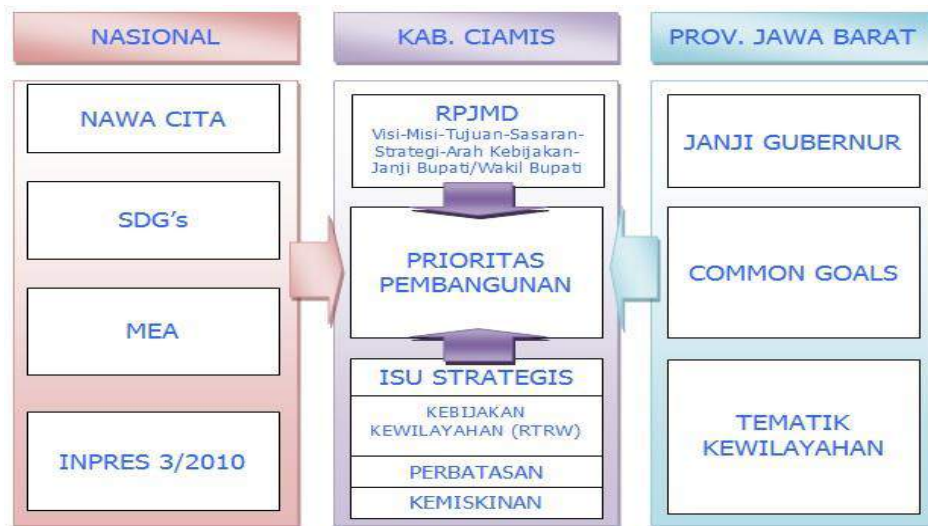 NASIONAL
NAWA CITA
SDG's
MEA
INPRES 3/2010
KAB. CIAMIS
RPJMD
Visi-Misi-Tujuan-Sasaran-
Strategi-Arah Kebijakan-
Janji Bupati/Wakil Bupati
PRIORITAS
PEMBANGUNAN
ISU STRATEGIS
KEBIJAKAN
KEWILAYAHAN (RTRW)
PERBATASAN
KEMISKINAN
PROV. JAWA BARAT
JANJI GUBERNUR
COMMON GOALS
TEMATIK
KEWILAYAHAN